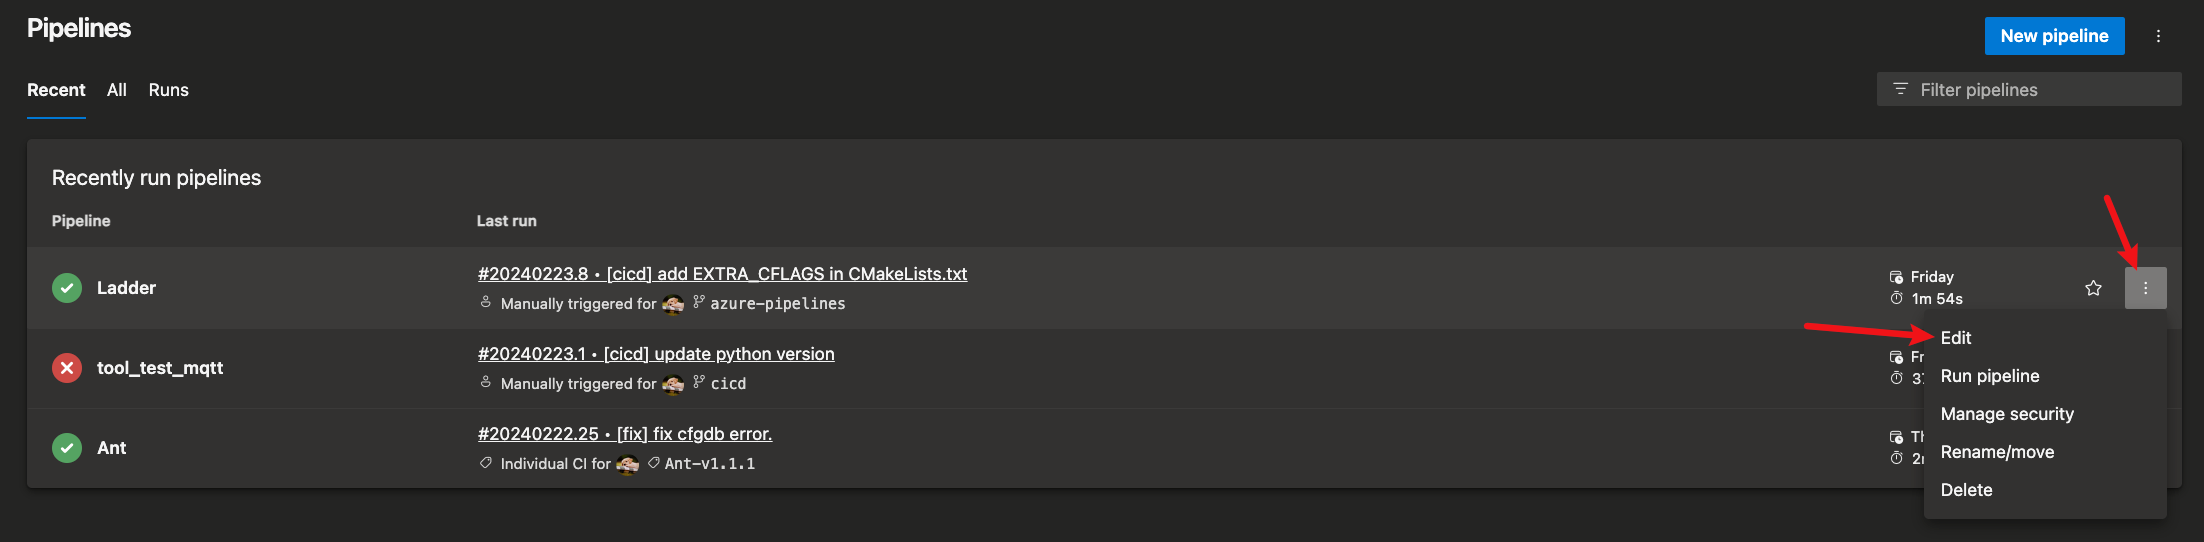 Pipelines
New pipeline
Recent All Runs
Filter pipelines
Recently run pipelines
Pipeline Last run
Ladder
#20240223.8 • [cicd] add EXTRA_CFLAGS in CMakeLists.txt
Manually triggered for azure-pipelines
Friday
1m 54s
Edit
Run pipeline
Manage security
Rename/move
Delete
tool_test_mqtt
#20240223.1 • [cicd] update python version
Manually triggered for cicd
Fr
37
Ant
#20240222.25 • [fix] fix cfgdb error.
Individual CI for Ant-v1.1.1
Th
2m